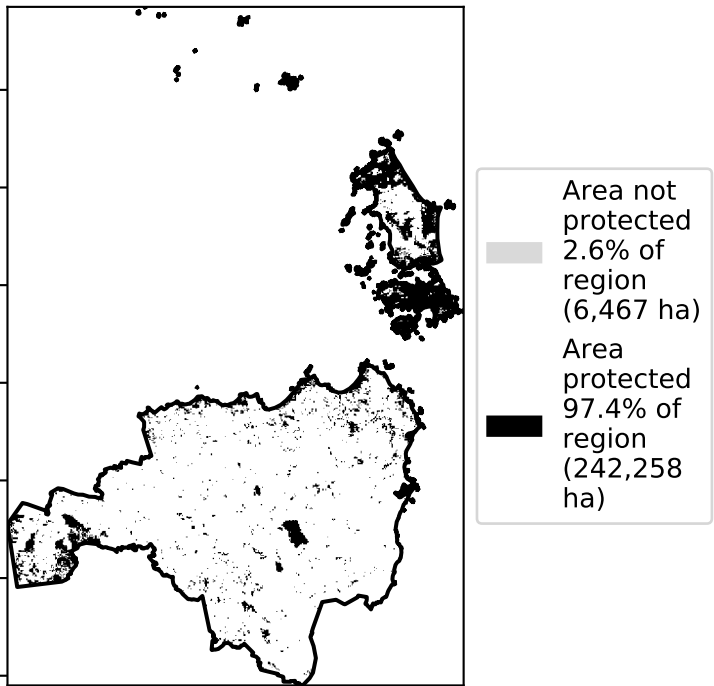 Area not
protected
2.6% of
region
(6,467 ha)
Area
protected
97.4% of
region
(242,258
ha)